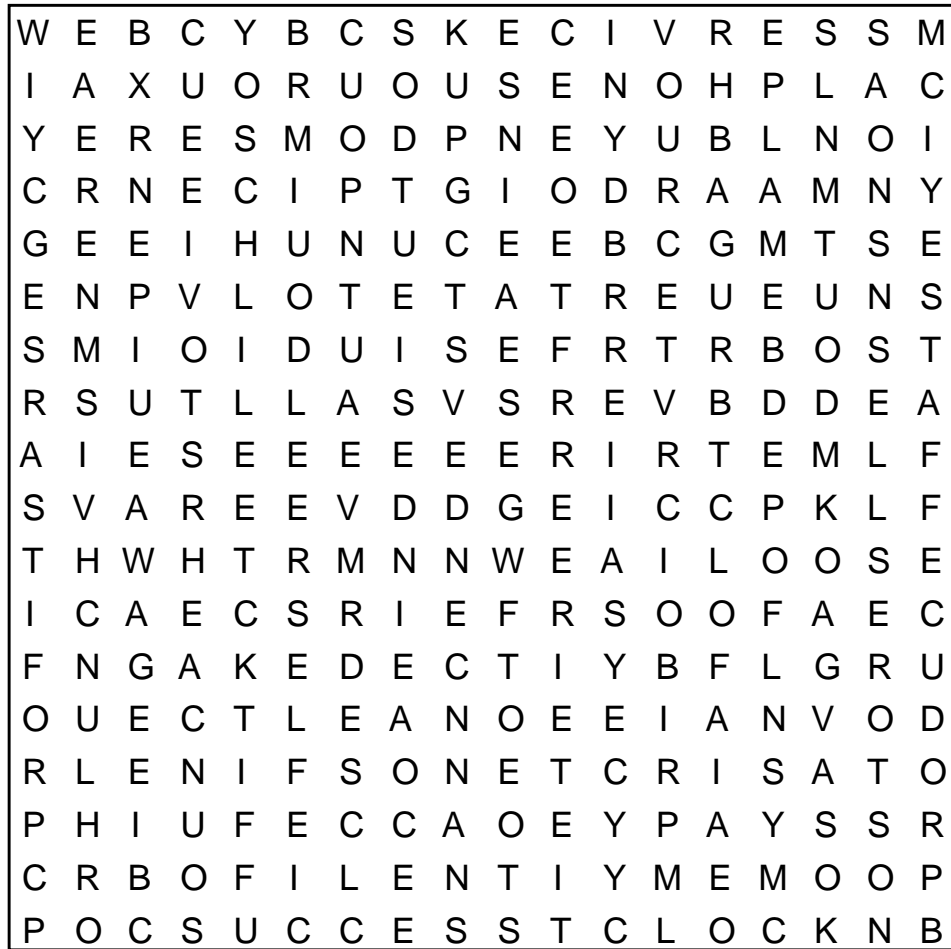 W E B C Y B C S K E C I V R E S S M
I A X U O R U O U S E N O H P L A C
Y E R E S M O D P N E Y U B L N O I
C R N E C I P T G I O D R A A M N Y
G E E I H U N U C E E B C G M T S E
E N P V L O T E T A T R E U E U N S
S M I O I D U I S E F R T R B O S T
R S U T L L A S V S R E V B D D E A
A I E S E E E E E E R I R T E M L F
S V A R E E V D D G E I C C P K L F
T H W H T R M N N W E A I L O O S E
I C A E C S R I E F R S O O F A E C
F N G A K E D E C T I Y B F L G R U
O U E C T L E A N O E E I A N V O D
R L E N I F S O N E T C R I S A T O
P H I U F E C C A O E Y P A Y S S R
C R B O F I L E N T I Y M E M O O P
P O C S U C C E S S T C L O C K N B